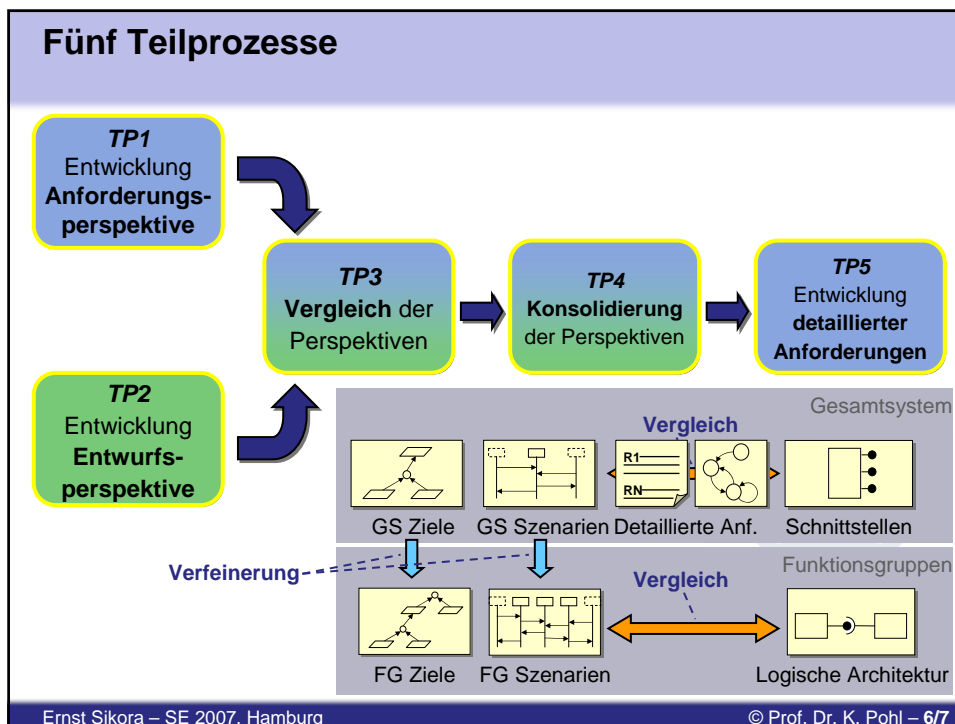 Fünf Teilprozesse
TP1
Entwicklung
Anforderungs-
perspektive
TP2
Entwicklung
Entwurfs-
perspektive
TP3
Vergleich der
Perspektiven
TP4
Konsolidierung
der Perspektiven
TP5
Entwicklung
detaillierter
Anforderungen
Gesamtsystem
Vergleich
R1
RN
GS Ziele
GS Szenarien
Detaillierte Anf.
Schnittstellen
Verfeinerung
Funktionsgruppen
Vergleich
FG Ziele
FG Szenarien
Logische Architektur
Ernst Sikora – SE 2007, Hamburg
© Prof. Dr. K. Pohl – 6/7